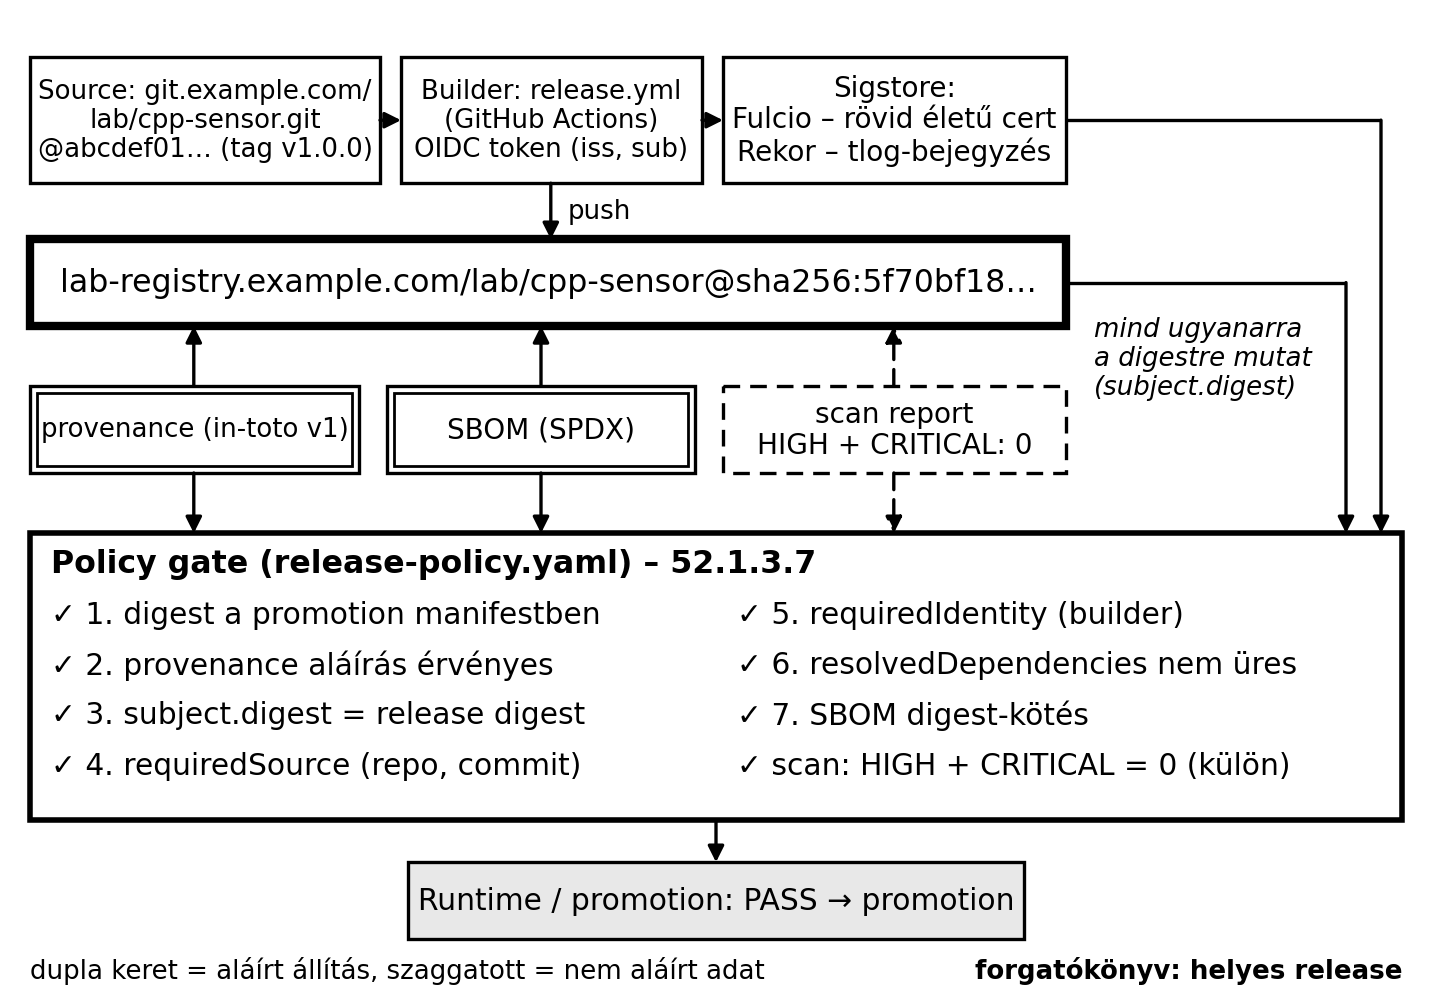 Source: git.example.com/
lab/cpp-sensor.git
@abcdef01… (tag v1.0.0)
Builder: release.yml
(GitHub Actions)
OIDC token (iss, sub)
Sigstore:
Fulcio – rövid életű cert
Rekor – tlog-bejegyzés
push
lab-registry.example.com/lab/cpp-sensor@sha256:5f70bf18…
mind ugyanarra
a digestre mutat
(subject.digest)
provenance (in-toto v1)
SBOM (SPDX)
scan report
HIGH + CRITICAL: 0
Policy gate (release-policy.yaml) – 52.1.3.7
✓ 1. digest a promotion manifestben
✓ 2. provenance aláírás érvényes
✓ 3. subject.digest = release digest
✓ 4. requiredSource (repo, commit)
✓ 5. requiredIdentity (builder)
✓ 6. resolvedDependencies nem üres
✓ 7. SBOM digest-kötés
✓ scan: HIGH + CRITICAL = 0 (külön)
Runtime / promotion: PASS → promotion
dupla keret = aláírt állítás, szaggatott = nem aláírt adat
forgatókönyv: helyes release